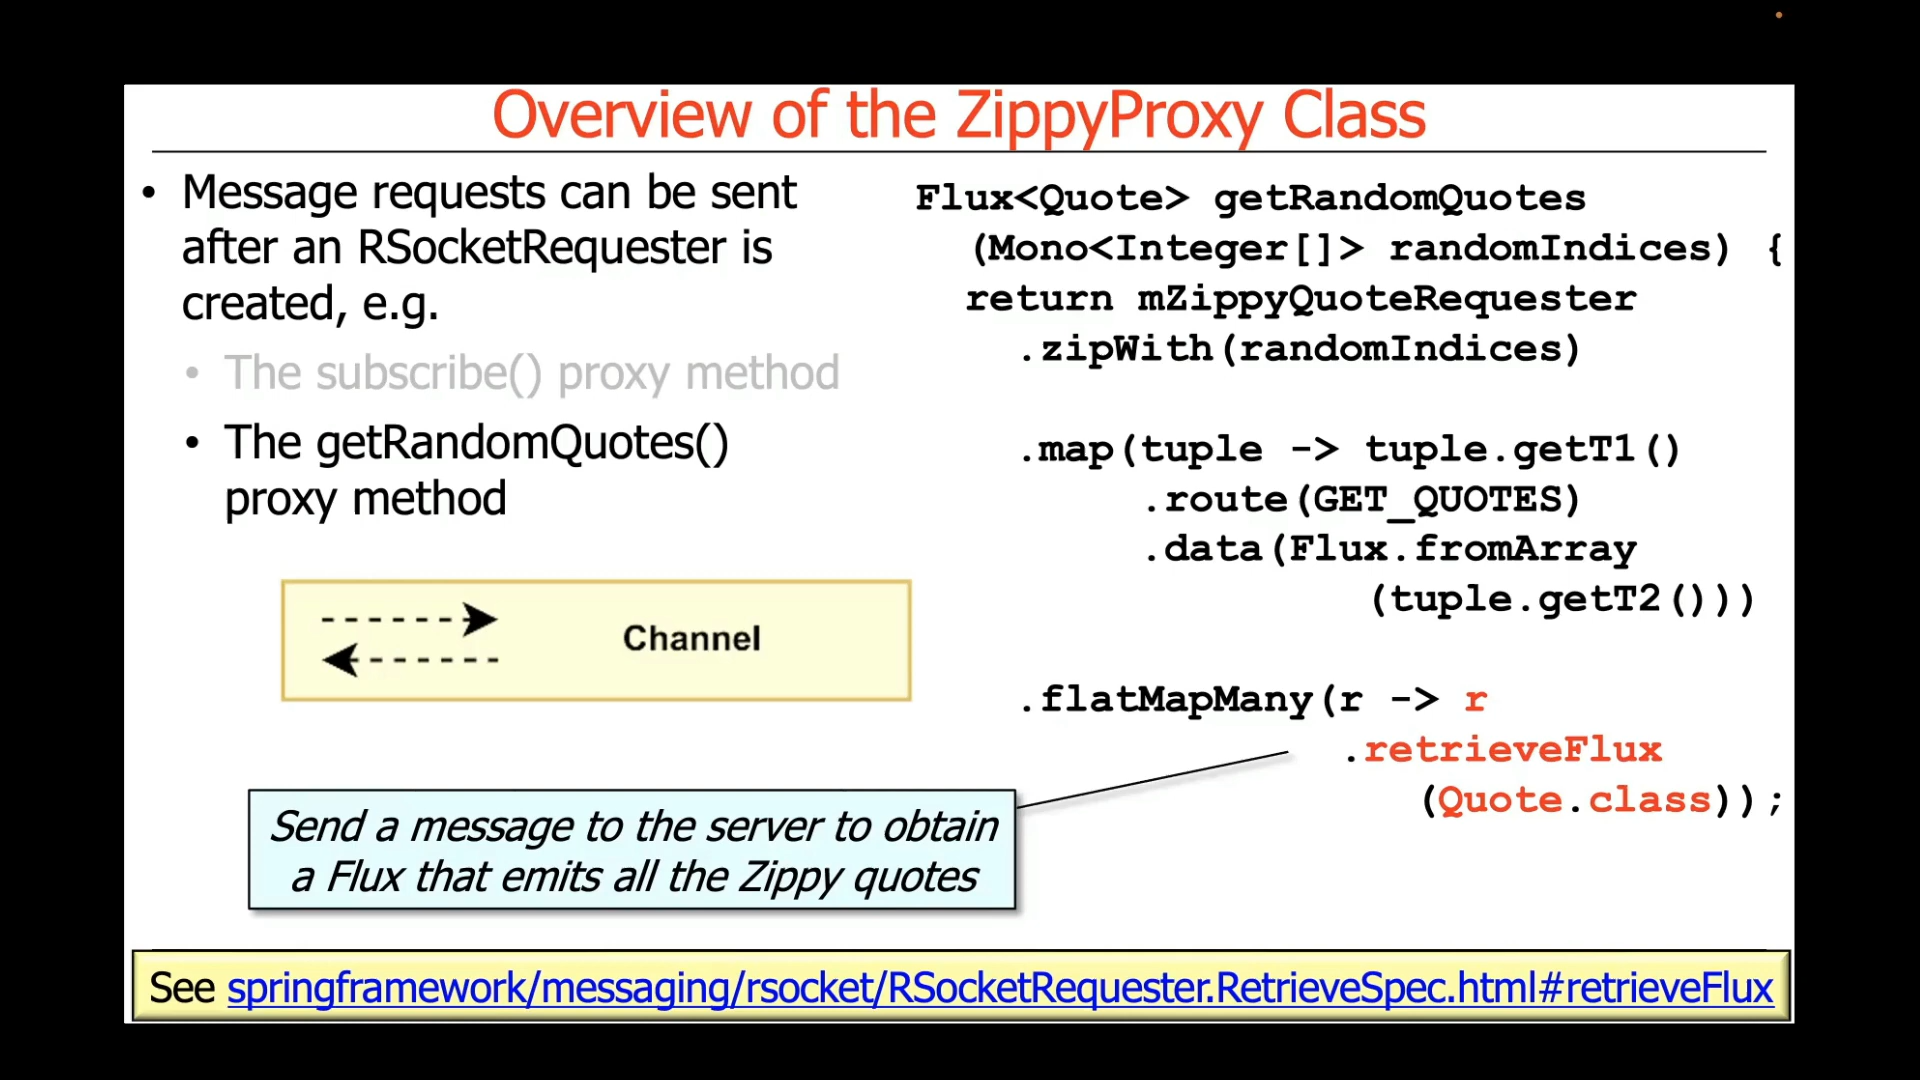 Overview of the ZippyProxy Class
• Message requests can be sent
after an RSocketRequester is
created, e.g.
• The subscribe() proxy method
• The getRandomQuotes()
proxy method
Channel
Send a message to the server to obtain
a Flux that emits all the Zippy quotes
Flux<Quote> getRandomQuotes
(Mono<Integer[]> randomIndices) {
return mZippyQuoteRequester
.zipWith(randomIndices)
.map(tuple -> tuple.getT1()
.route(GET_QUOTES)
.data(Flux.fromArray
(tuple.getT2()))
.flatMapMany(r -> r
.retrieveFlux
(Quote.class));
See springframework/messaging/rsocket/RSocketRequester.RetrieveSpec.html#retrieveFlux